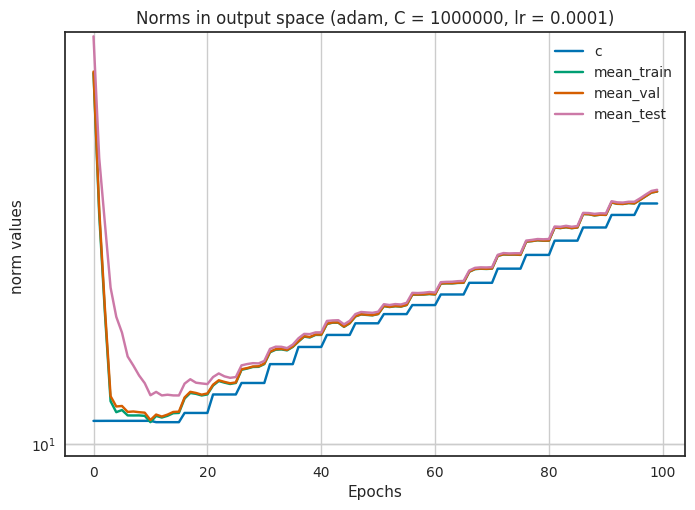 Norms in output space (adam, C = 1000000, lr = 0.0001)
c
mean_train
mean_val
mean_test
norm values
10¹
0 20 40 60 80 100
Epochs